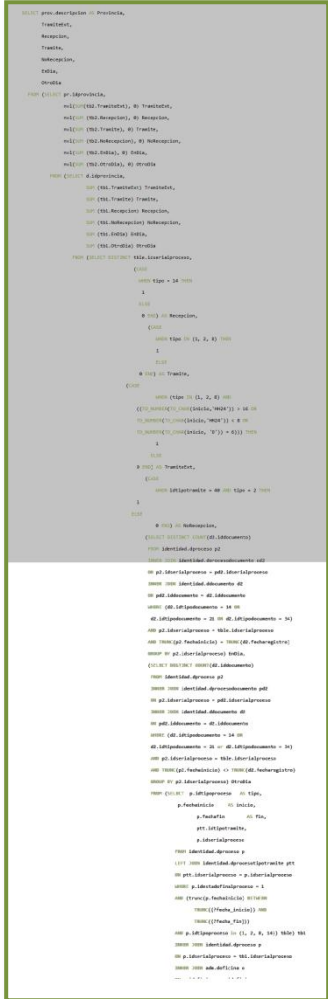 SELECT prov.descripcion AS Provincia,
TramiteExt,
Recepcion,
Tramite,
NoRecepcion,
EnDia,
OtroDia
FROM (SELECT pr.idprovincia,
nvl(SUM(tb2.TramiteExt), 0) TramiteExt,
nvl(SUM (tb2.Recepcion), 0) Recepcion,
nvl(SUM (tb2.Tramite), 0) Tramite,
nvl(SUM (tb2.NoRecepcion), 0) NoRecepcion,
nvl(SUM (tb2.EnDia), 0) EnDia,
nvl(SUM (tb2.OtroDia), 0) OtroDia
FROM (SELECT d.idprovincia,
SUM (tb1.TramiteExt) TramiteExt,
SUM (tb1.Tramite) Tramite,
SUM (tb1.Recepcion) Recepcion,
SUM (tb1.NoRecepcion) NoRecepcion,
SUM (tb1.EnDia) EnDia,
SUM (tb1.OtroDia) OtroDia
FROM (SELECT DISTINCT tble.idserialproceso,
(CASE
WHEN tipo = 14 THEN
1
ELSE
0 END) AS Recepcion,
(CASE
WHEN tipo IN (1, 2, 8) THEN
1
ELSE
0 END) AS Tramite,
(CASE
WHEN (tipo IN (1, 2, 8) AND
((TO_NUMBER(TO_CHAR(inicio,'HH24')) > 16 OR
TO_NUMBER(TO_CHAR(inicio,'HH24')) < 8 OR
TO_NUMBER(TO_CHAR(inicio, 'D')) = 6))) THEN
1
ELSE
0 END) AS TramiteExt,
(CASE
WHEN idtipotramite = 40 AND tipo = 2 THEN
1
ELSE
0 END) AS NoRecepcion,
(SELECT DISTINCT COUNT(d2.iddocumento)
FROM identidad.dproceso p2
INNER JOIN identidad.dprocesodocumento pd2
ON p2.idserialproceso = pd2.idserialproceso
INNER JOIN identidad.ddocumento d2
ON pd2.iddocumento = d2.iddocumento
WHERE (d2.idtipodocumento = 14 OR
d2.idtipodocumento = 31 OR d2.idtipodocumento = 34)
AND p2.idserialproceso = tble.idserialproceso
AND TRUNC(p2.fechainicio) = TRUNC(d2.fecharegistro)
GROUP BY p2.idserialproceso) EnDia,
(SELECT DISTINCT COUNT(d2.iddocumento)
FROM identidad.dproceso p2
INNER JOIN identidad.dprocesodocumento pd2
ON p2.idserialproceso = pd2.idserialproceso
INNER JOIN identidad.ddocumento d2
ON pd2.iddocumento = d2.iddocumento
WHERE (d2.idtipodocumento = 14 OR
d2.idtipodocumento = 31 or d2.idtipodocumento = 34)
AND p2.idserialproceso = tble.idserialproceso
AND TRUNC(p2.fechainicio) <> TRUNC(d2.fecharegistro)
GROUP BY p2.idserialproceso) OtroDia
FROM (SELECT p.idtipoproceso AS tipo,
p.fechainicio AS inicio,
p.fechafin AS fin,
ptt.idtipotramite,
p.idserialproceso
FROM identidad.dproceso p
LEFT JOIN identidad.dprocesotipotramite ptt
ON ptt.idserialproceso = p.idserialproceso
WHERE p.idestadofinalproceso = 1
AND (trunc(p.fechainicio) BETWEEN
TRUNC((?fecha_inicio)) AND
TRUNC((?fecha_fin)))
AND p.idtipoproceso in (1, 2, 8, 14)) tble) tb1
INNER JOIN identidad.dproceso p
ON p.idserialproceso = tb1.idserialproceso
INNER JOIN ade.doficina o